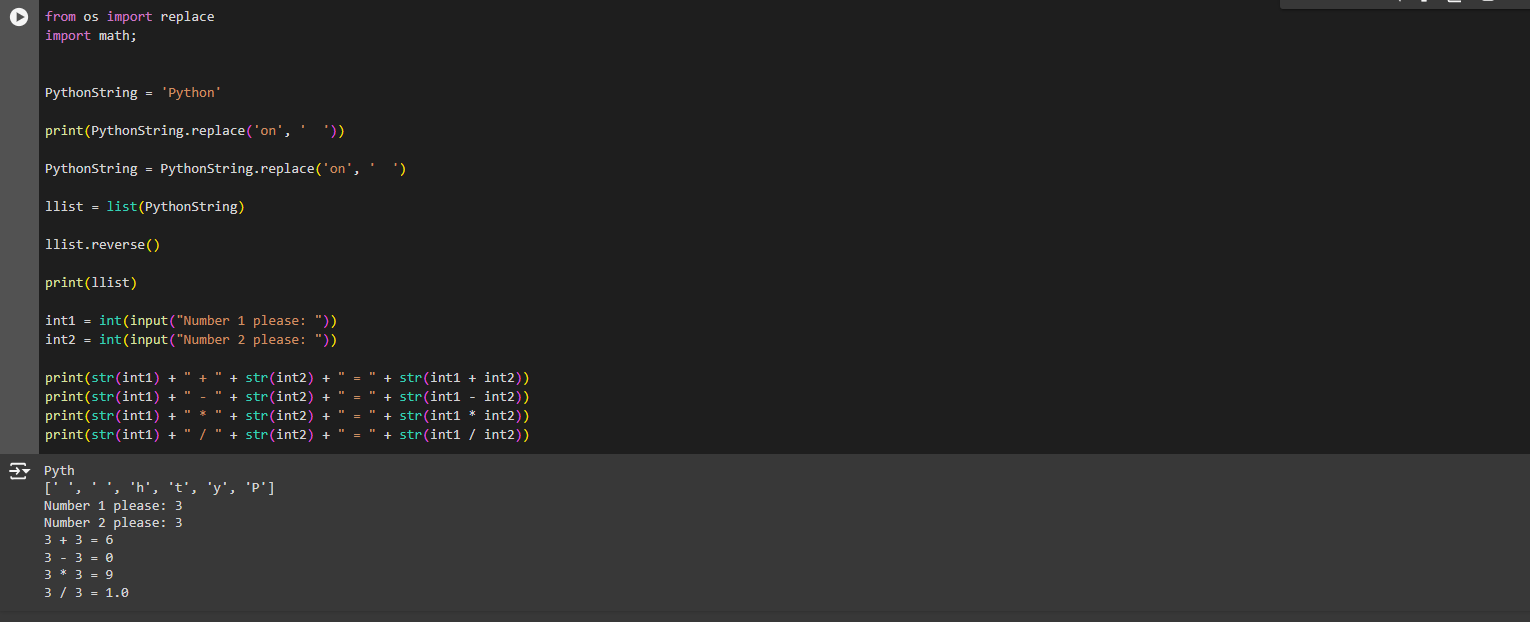 from os import replace
import math;
PythonString = 'Python'
print(PythonString.replace('on', '  '))
PythonString = PythonString.replace('on', '  ')
llist = list(PythonString)
llist.reverse()
print(llist)
int1 = int(input("Number 1 please: "))
int2 = int(input("Number 2 please: "))
print(str(int1) + " + " + str(int2) + " = " + str(int1 + int2))
print(str(int1) + " - " + str(int2) + " = " + str(int1 - int2))
print(str(int1) + " * " + str(int2) + " = " + str(int1 * int2))
print(str(int1) + " / " + str(int2) + " = " + str(int1 / int2))
Pyth
[' ', ' ', 'h', 't', 'y', 'P']
Number 1 please: 3
Number 2 please: 3
3 + 3 = 6
3 - 3 = 0
3 * 3 = 9
3 / 3 = 1.0